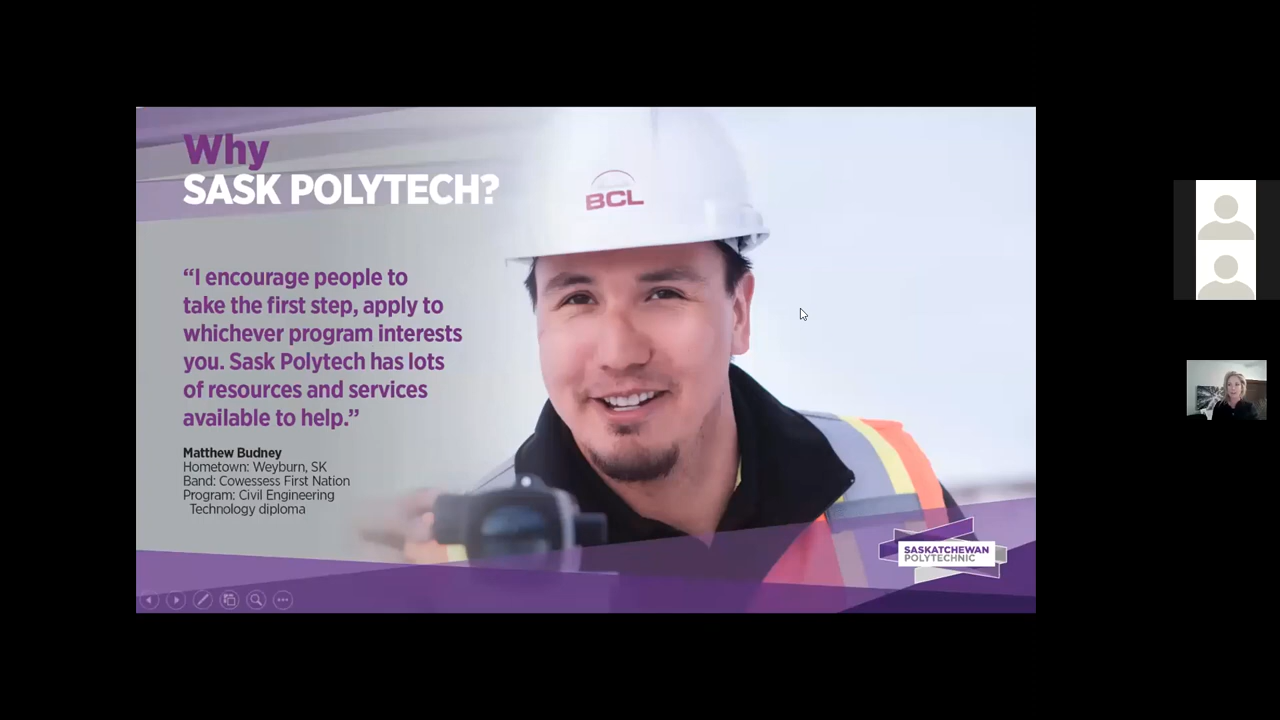 Why
SASK POLYTECH?
BCL
“I encourage people to
take the first step, apply to
whichever program interests
you. Sask Polytech has lots
of resources and services
available to help.”
Matthew Budney
Hometown: Weyburn, SK
Band: Cowessess First Nation
Program: Civil Engineering
Technology diploma
SASKATCHEWAN
POLYTECHNIC